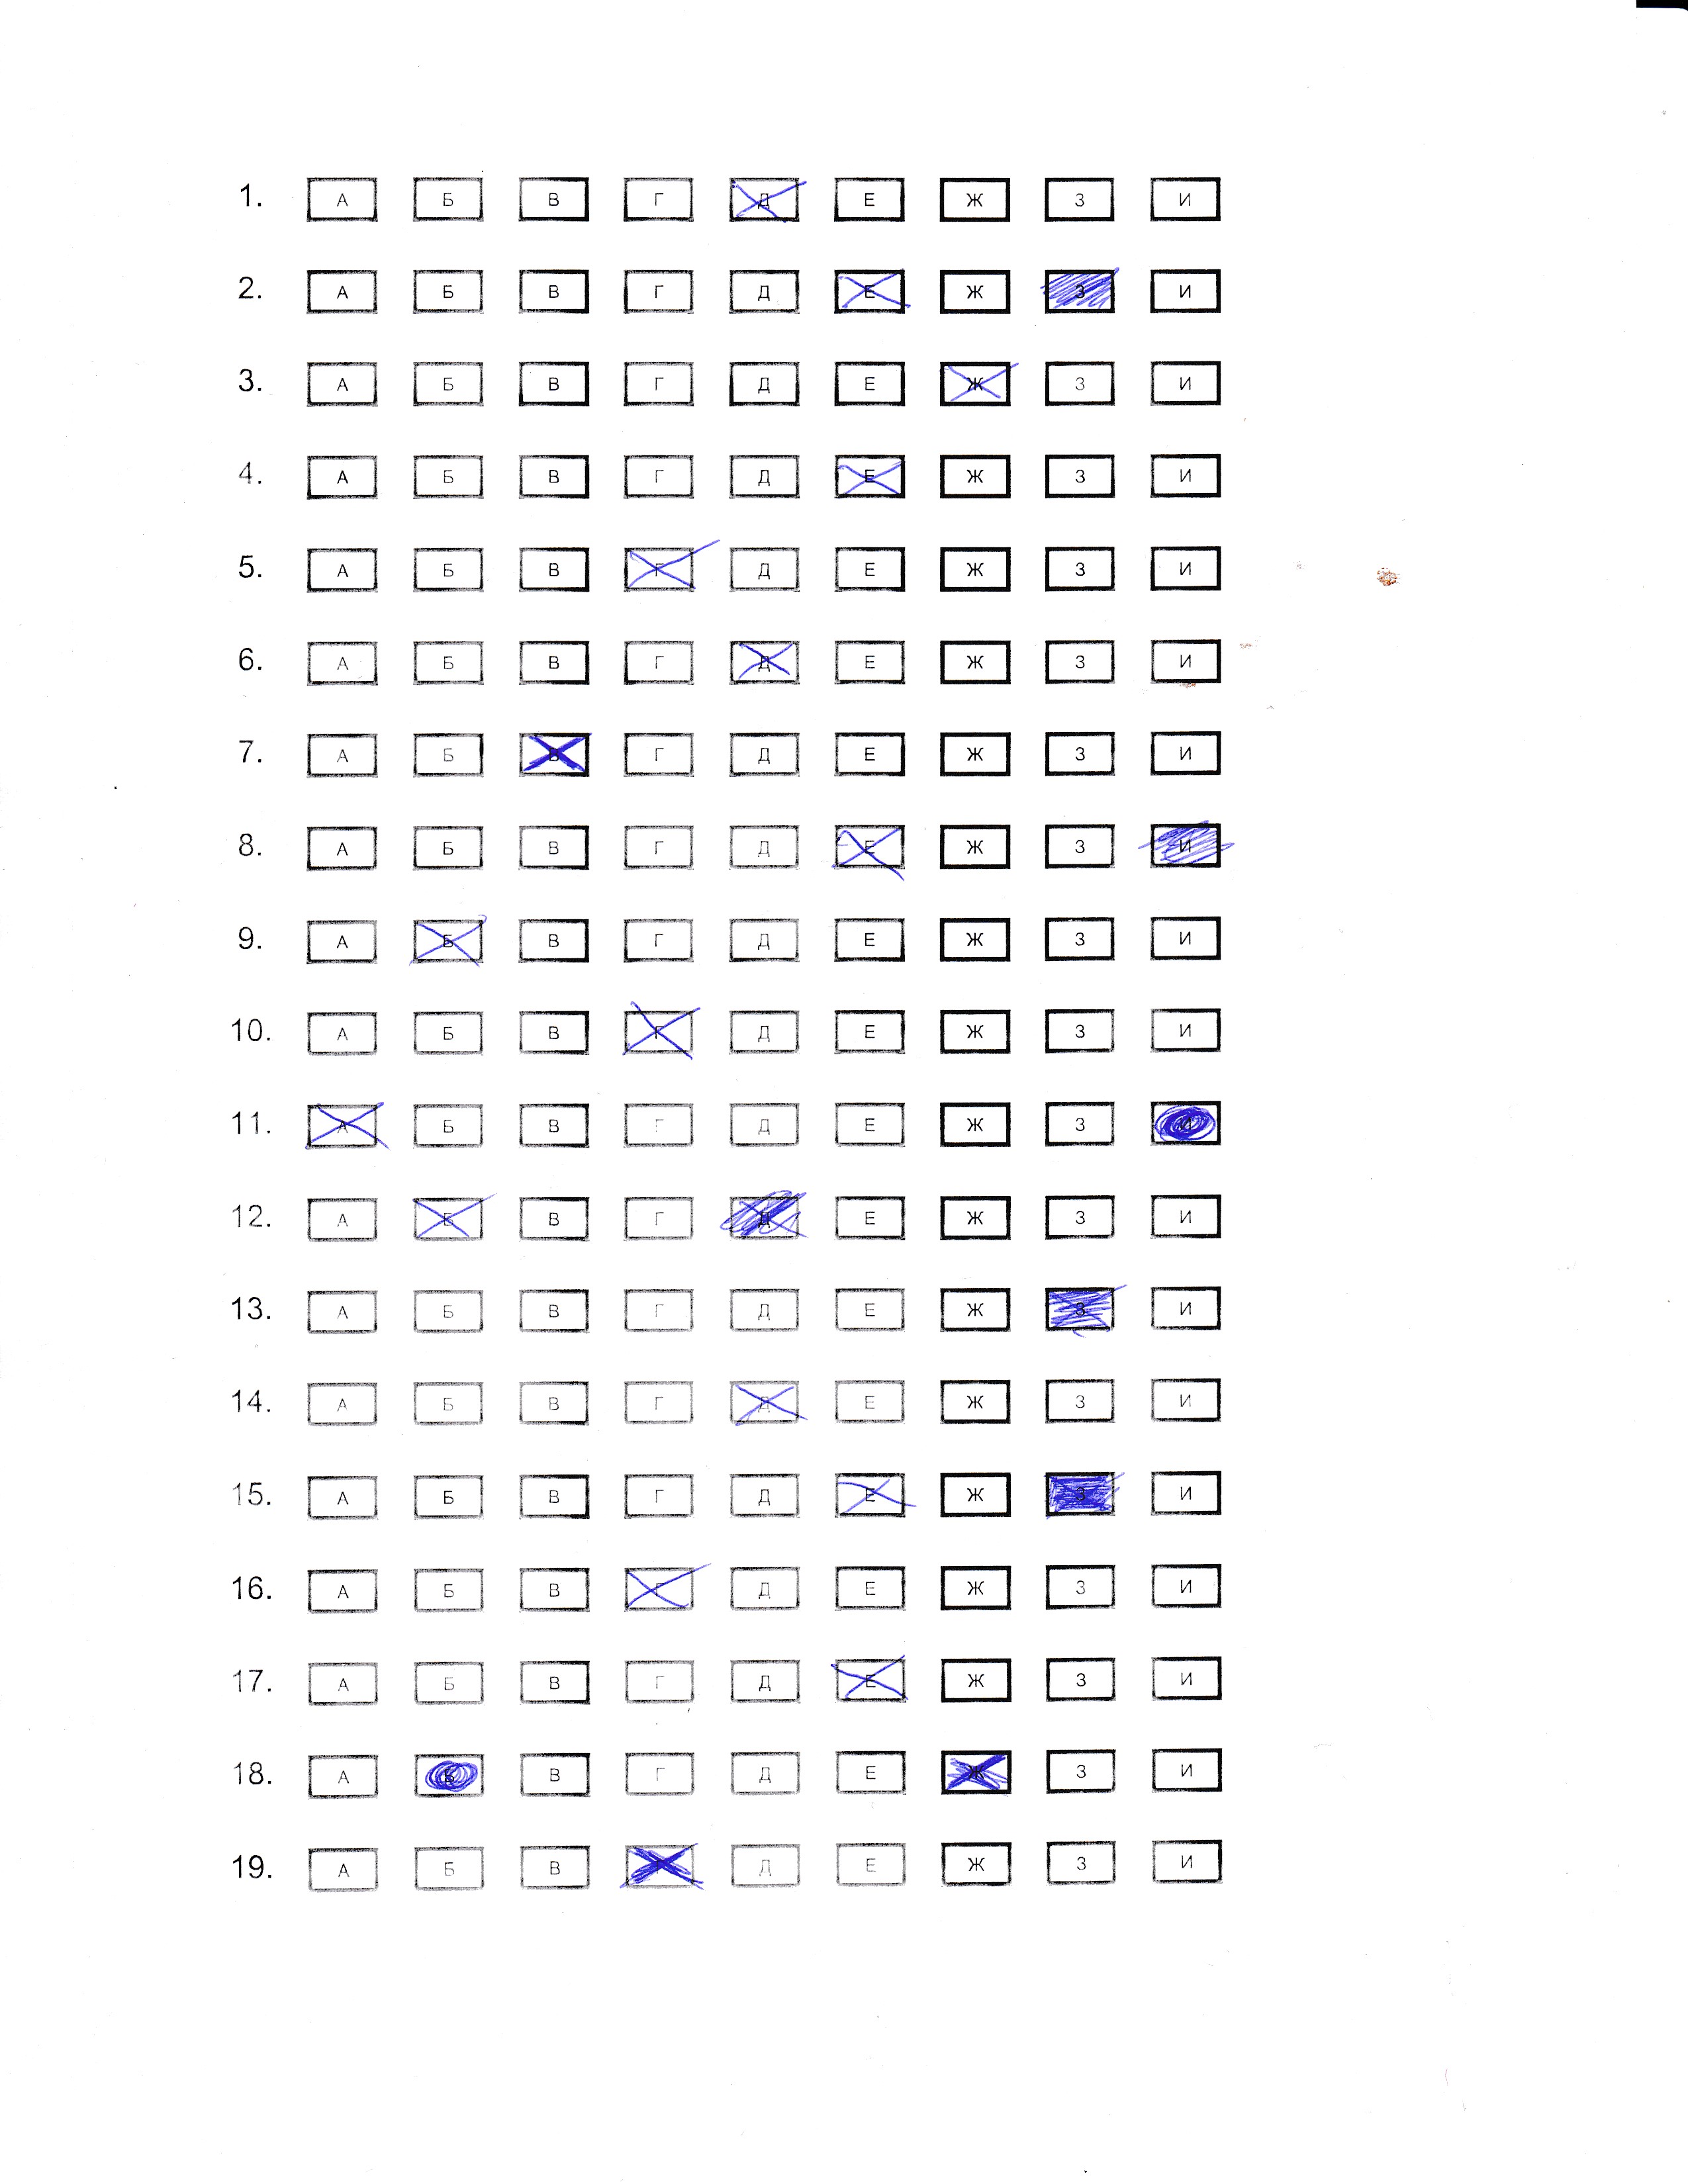 1. А Б В Г Д Е Ж З И
2. А Б В Г Д Е Ж З И
3. А Б В Г Д Е Ж З И
4. А Б В Г Д Е Ж З И
5. А Б В Г Д Е Ж З И
6. А Б В Г Д Е Ж З И
7. А Б В Г Д Е Ж З И
8. А Б В Г Д Е Ж З И
9. А Б В Г Д Е Ж З И
10. А Б В Г Д Е Ж З И
11. А Б В Г Д Е Ж З И
12. А Б В Г Д Е Ж З И
13. А Б В Г Д Е Ж З И
14. А Б В Г Д Е Ж З И
15. А Б В Г Д Е Ж З И
16. А Б В Г Д Е Ж З И
17. А Б В Г Д Е Ж З И
18. А Б В Г Д Е Ж З И
19. А Б В Д Е Ж З И